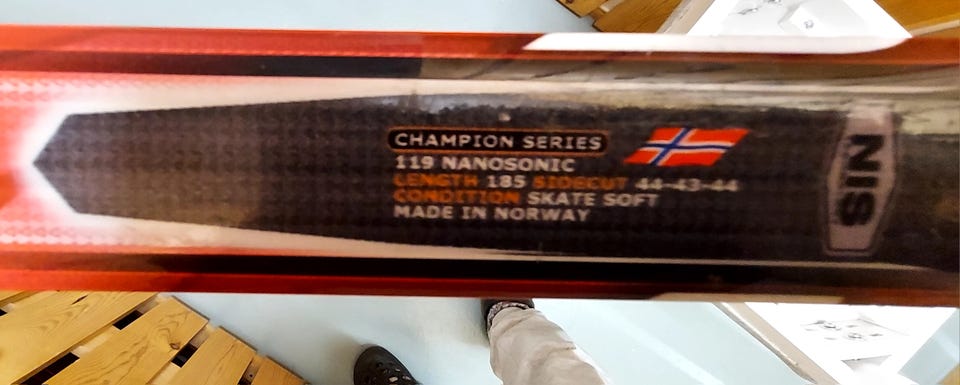 CHAMPION SERIES
119 NANOSONIC
LENGTH 185 SIDECUT 44-43-44
CONDITION SKATE SOFT
MADE IN NORWAY
NIS